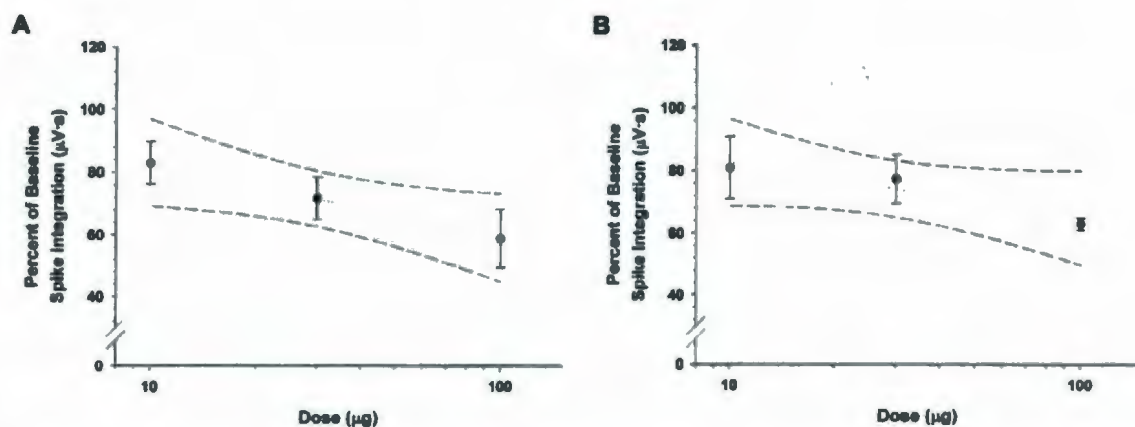 A
Percent of Baseline
Spike Integration (µV·s)
120
100
80
60
40
0
10
100
Dose (µg)
B
Percent of Baseline
Spike Integration (µV·s)
120
100
80
60
40
0
10
100
Dose (µg)